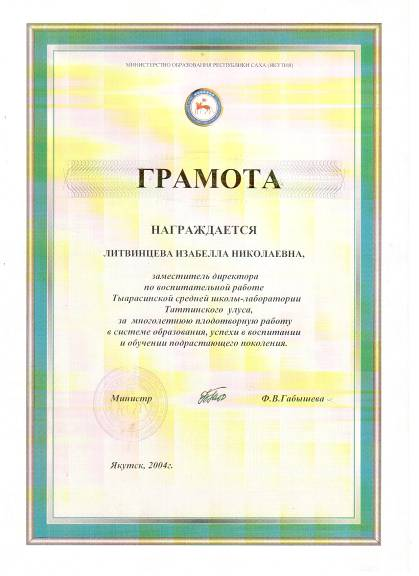 МИНИСТЕРСТВО ОБРАЗОВАНИЯ РЕСПУБЛИКИ САХА (ЯКУТИЯ)
ГРАМОТА
НАГРАЖДАЕТСЯ
ЛИТВИНЦЕВА ИЗАБЕЛЛА НИКОЛАЕВНА,
заместитель директора
по воспитательной работе
Тыарасинской средней школы-лаборатории
Таттинского улуса,
за многолетнюю плодотворную работу
в системе образования, успехи в воспитании
и обучении подрастающего поколения.
Министр Ф.В.Габышева
Якутск, 2004г.